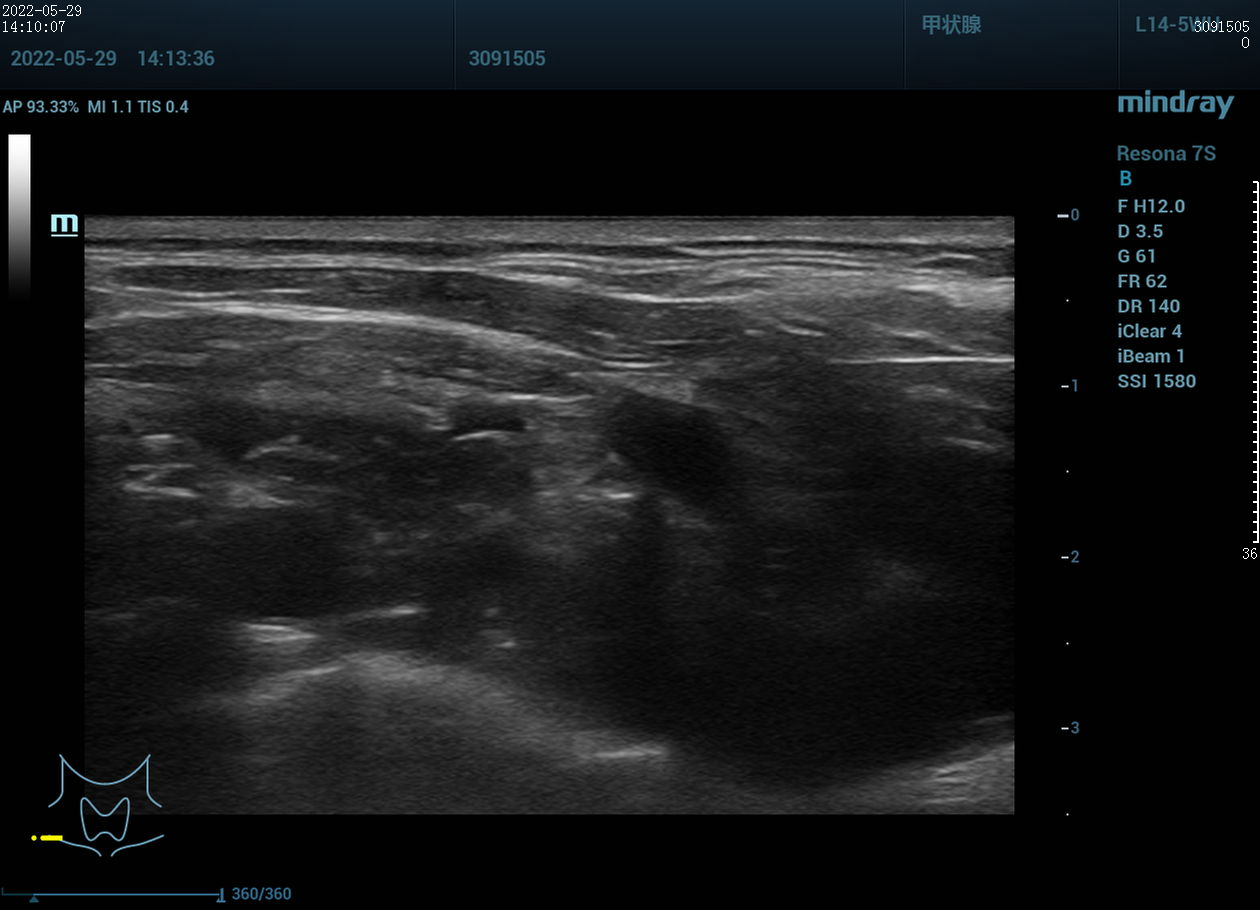 2022-05-29
14:10:07
2022-05-29 14:13:36
3091505
甲状腺
3091505
0
AP 93.33% MI 1.1 TIS 0.4
mindray
Resona 7S
B
m
F H12.0
D 3.5
G 61
FR 62
DR 140
iClear 4
iBeam 1
SSI 1580
0
1
2
3
36
360/360